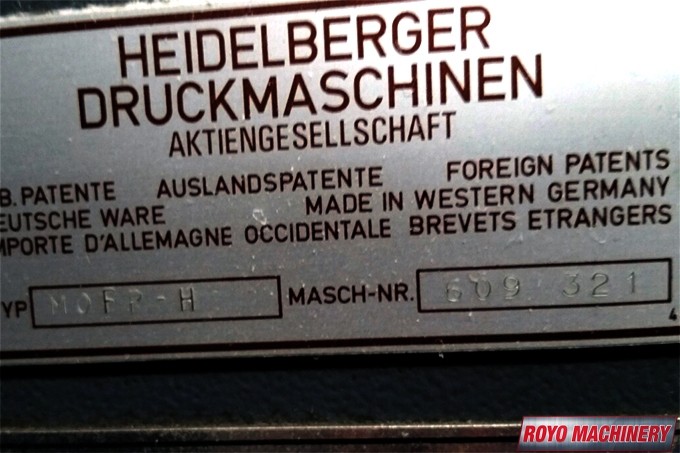 HEIDELBERGER
DRUCKMASCHINEN
AKTIENGESELLSCHAFT
B. PATENTE AUSLANDSPATENTE FOREIGN PATENTS
EUTSCHE WARE MADE IN WESTERN GERMANY
MPORTE D'ALLEMAGNE OCCIDENTALE BREVETS ETRANGERS
YP MOFP-H MASCH-NR. 609 321
4
ROYO MACHINERY